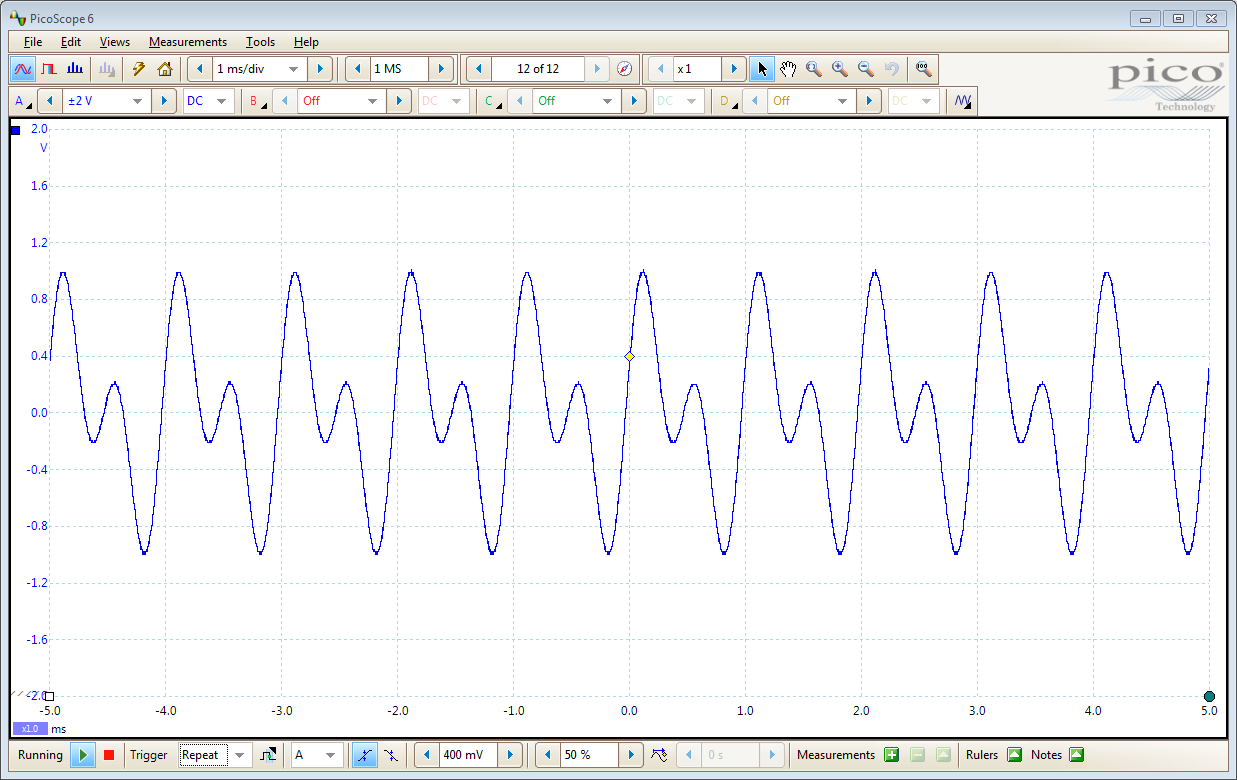 PicoScope 6
File Edit Views Measurements Tools Help
1 ms/div 1 MS 12 of 12 x1
pico
Technology
A ±2 V DC B Off DC C Off DC D Off DC
2.0
V
1.6
1.2
0.8
0.4
0.0
-0.4
-0.8
-1.2
-1.6
-2.0
-5.0 -4.0 -3.0 -2.0 -1.0 0.0 1.0 2.0 3.0 4.0 5.0
x1.0 ms
Running Trigger Repeat A 400 mV 50 % 0 s Measurements Rulers Notes